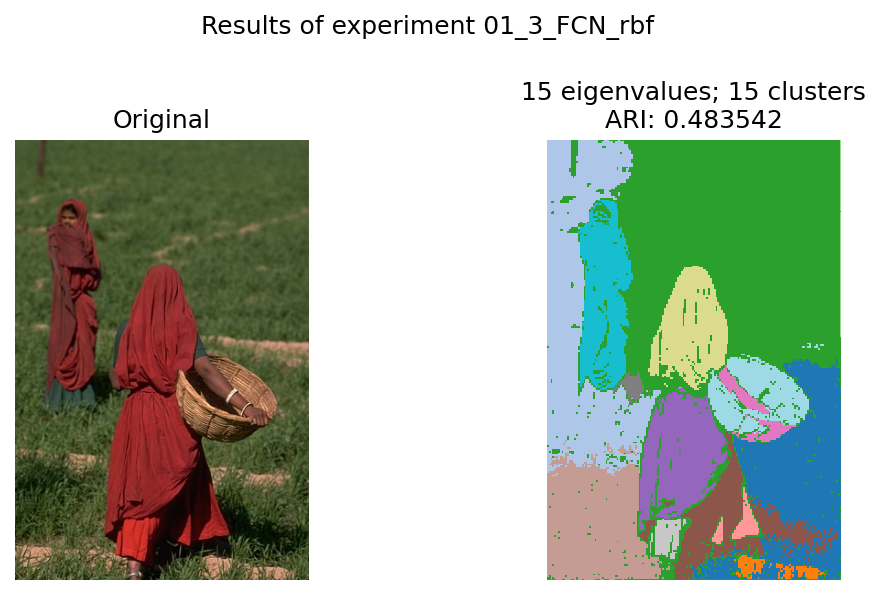 Results of experiment 01_3_FCN_rbf
Original
15 eigenvalues; 15 clusters
ARI: 0.483542